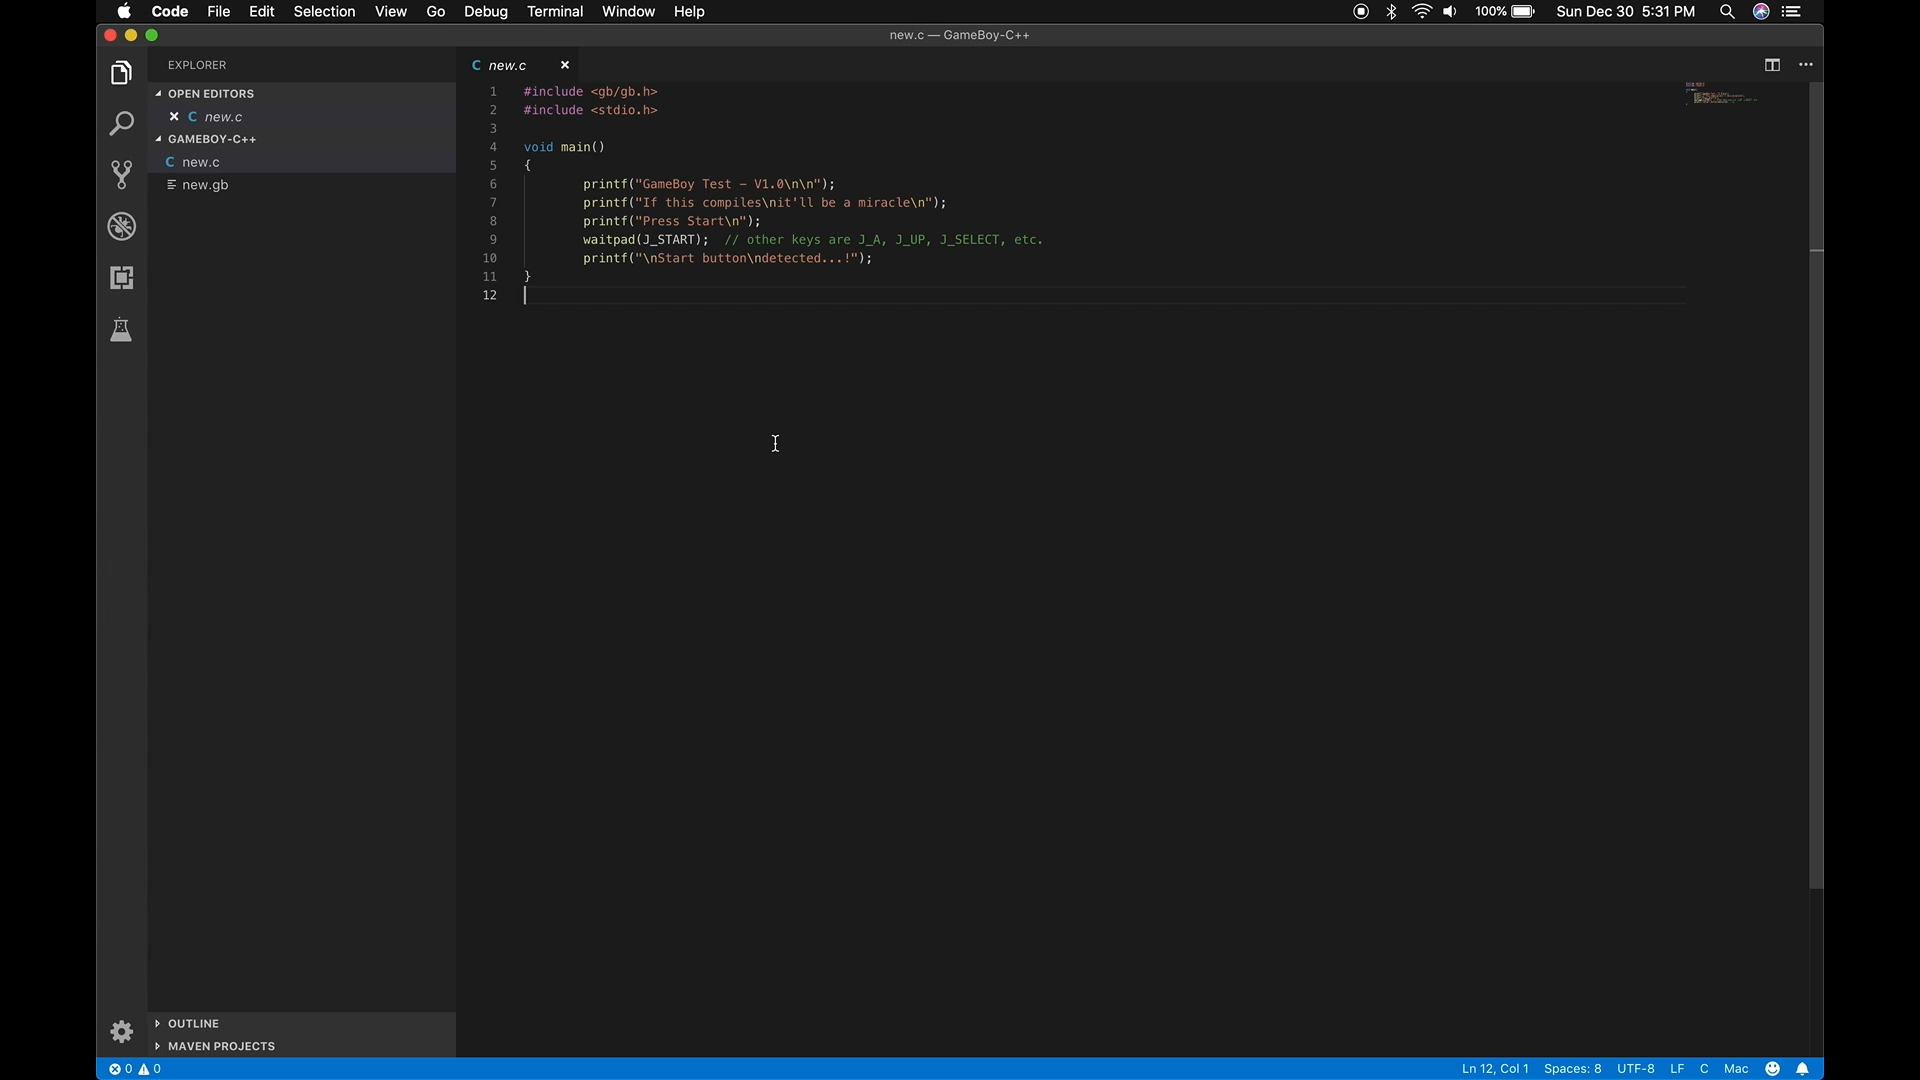 Code File Edit Selection View Go Debug Terminal Window Help 100% Sun Dec 30 5:31 PM
new.c — GameBoy-C++
EXPLORER
OPEN EDITORS
C new.c
GAMEBOY-C++
C new.c
new.gb
OUTLINE
MAVEN PROJECTS
C new.c
1 #include <gb/gb.h>
2 #include <stdio.h>
3
4 void main()
5 {
6 printf("GameBoy Test - V1.0\n\n");
7 printf("If this compiles\nit'll be a miracle\n");
8 printf("Press Start\n");
9 waitpad(J_START);  // other keys are J_A, J_UP, J_SELECT, etc.
10 printf("\nStart button\ndetected...!");
11 }
12
0 0 Ln 12, Col 1 Spaces: 8 UTF-8 LF C Mac